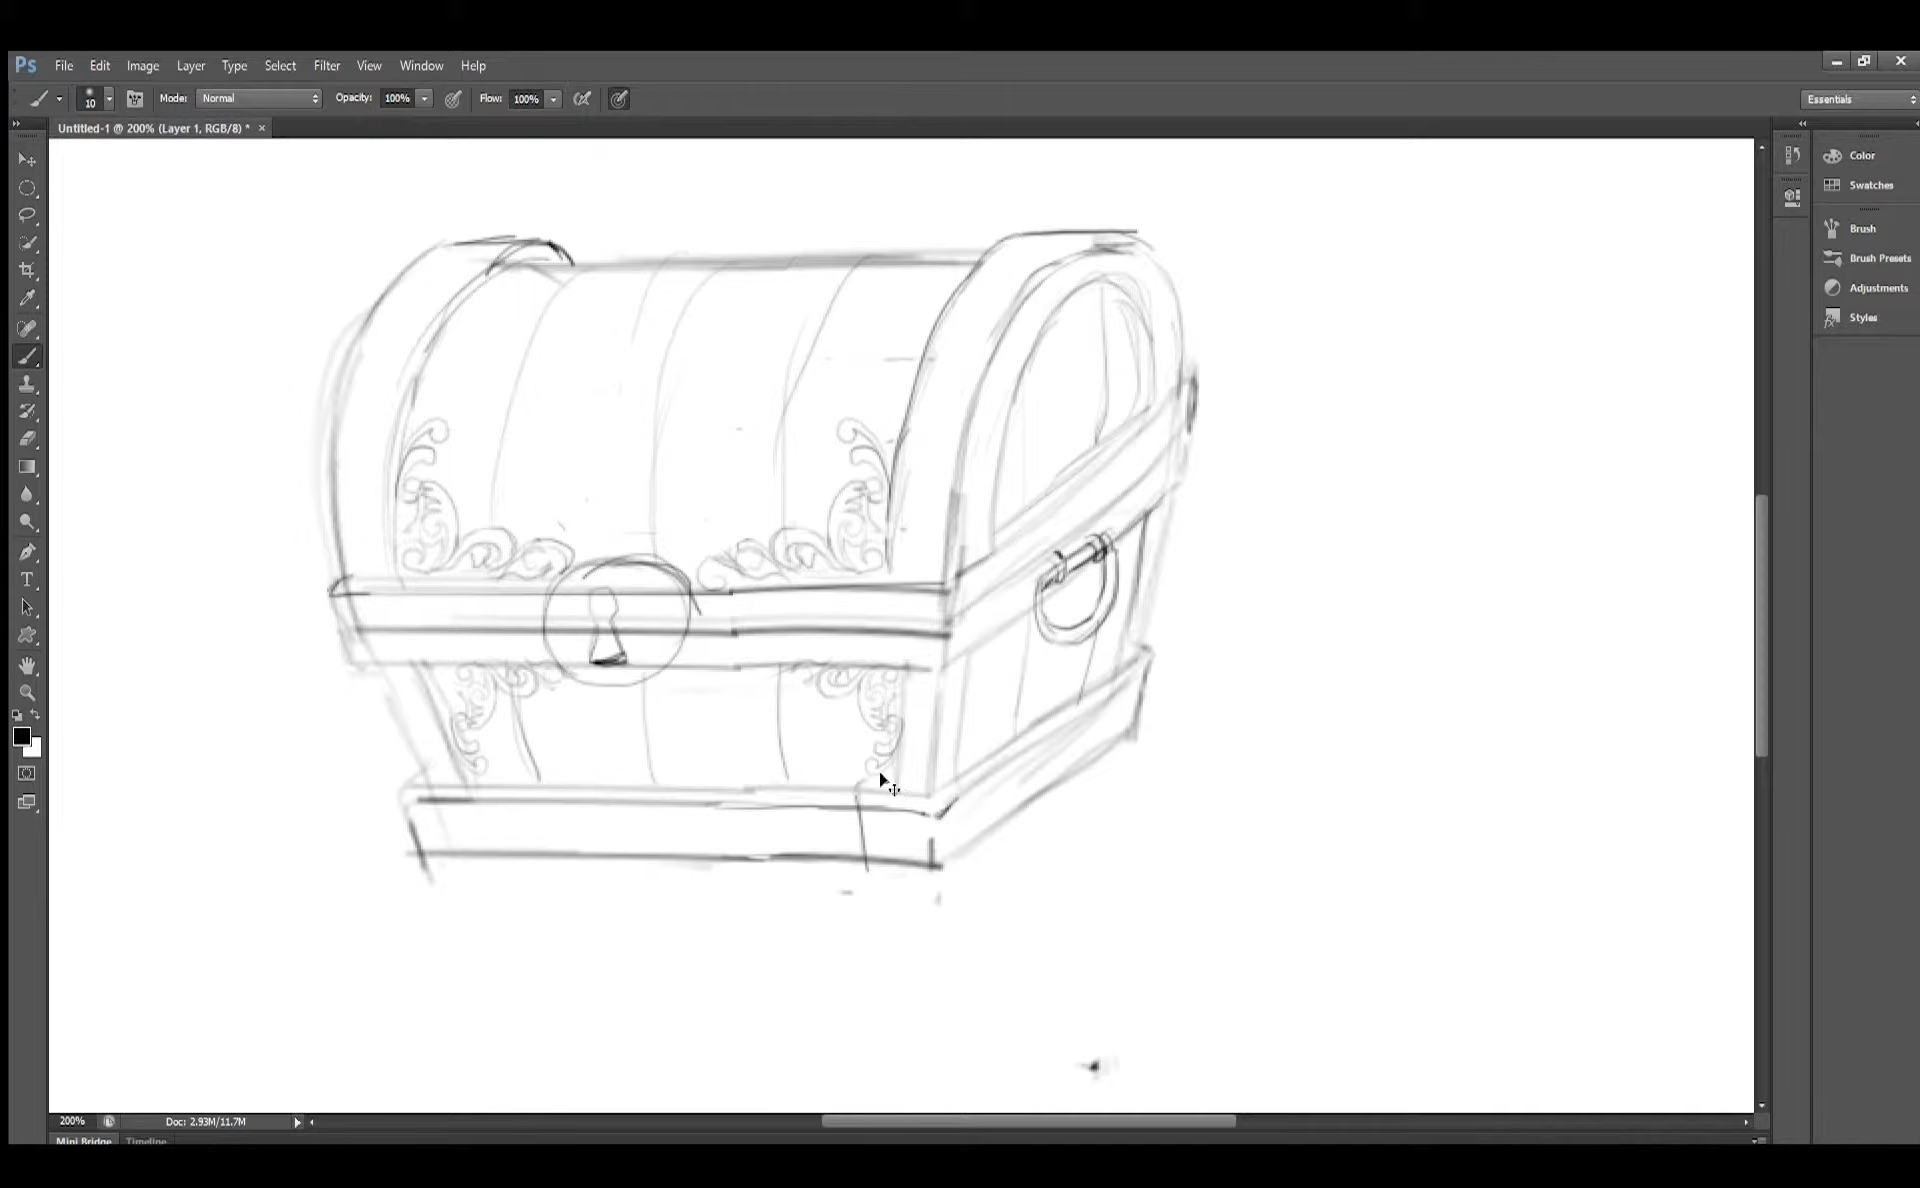 Ps File Edit Image Layer Type Select Filter View Window Help
10 Mode: Normal Opacity: 100% Flow: 100% Essentials
Untitled-1 @ 200% (Layer 1, RGB/8) * ×
Color
Swatches
Brush
Brush Presets
Adjustments
Styles
200% Doc: 2.93M/11.7M
Mini Bridge Timeline